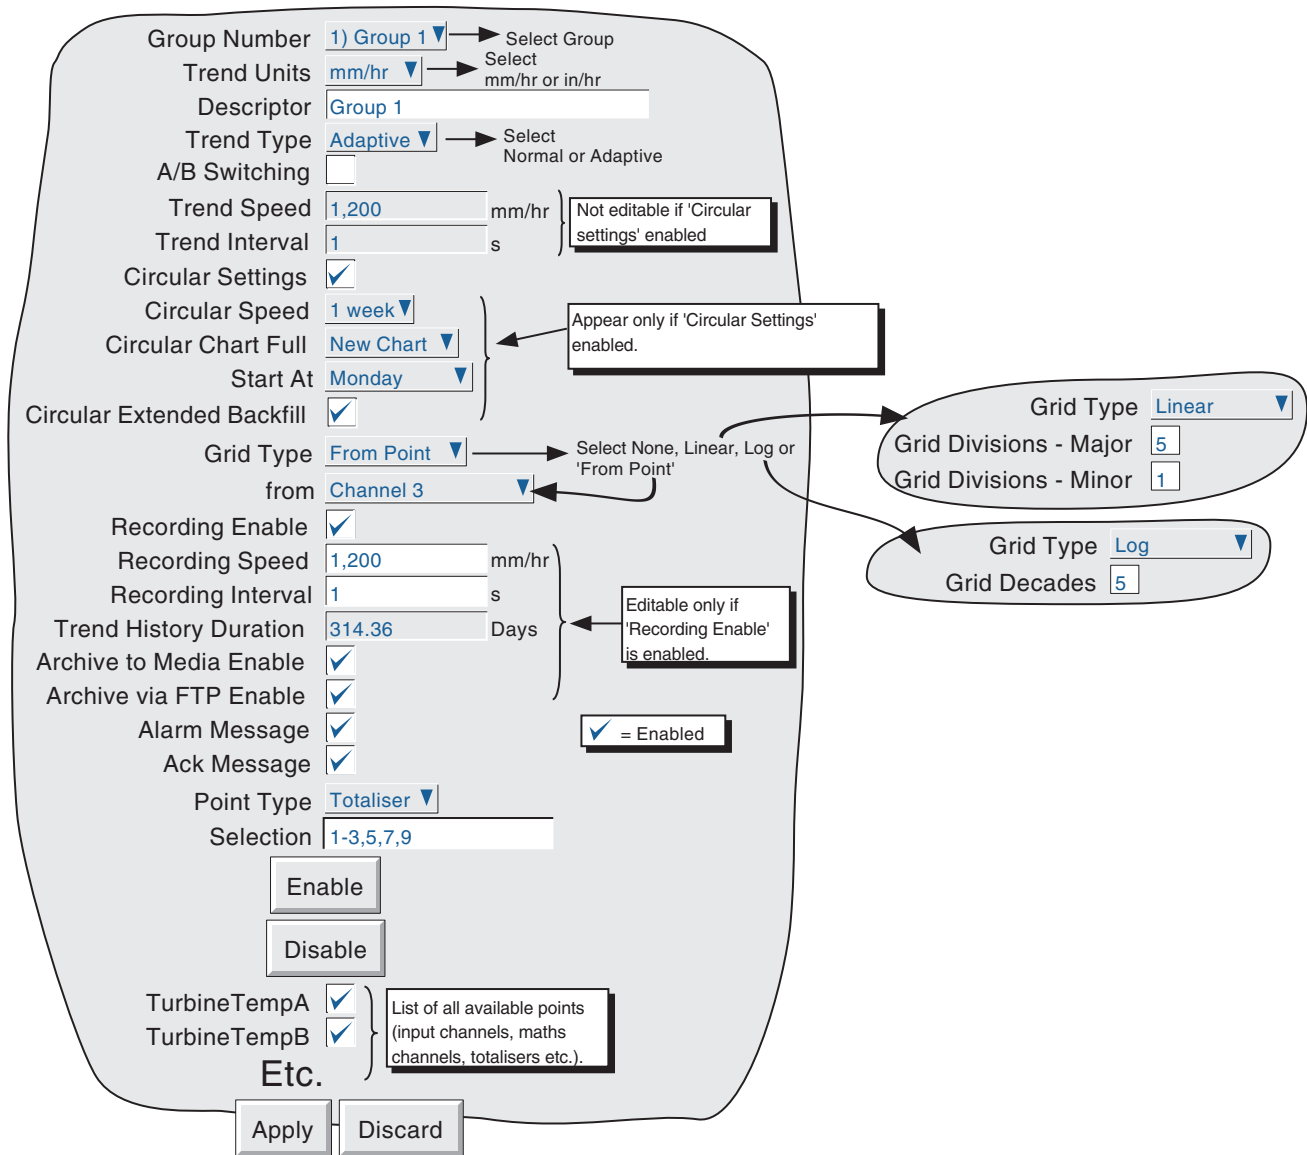 Group Number 1) Group 1 Select Group
Trend Units mm/hr Select
mm/hr or in/hr
Descriptor Group 1
Trend Type Adaptive Select
Normal or Adaptive
A/B Switching
Trend Speed 1,200 mm/hr
Trend Interval 1 s
Not editable if 'Circular
settings' enabled
Circular Settings
Circular Speed 1 week
Circular Chart Full New Chart
Start At Monday
Circular Extended Backfill
Appear only if 'Circular Settings'
enabled.
Grid Type From Point Select None, Linear, Log or
'From Point'
from Channel 3
Grid Type Linear
Grid Divisions - Major 5
Grid Divisions - Minor 1
Grid Type Log
Grid Decades 5
Recording Enable
Recording Speed 1,200 mm/hr
Recording Interval 1 s
Trend History Duration 314.36 Days
Archive to Media Enable
Archive via FTP Enable
Editable only if
'Recording Enable'
is enabled.
Alarm Message
= Enabled
Ack Message
Point Type Totaliser
Selection 1-3,5,7,9
Enable
Disable
TurbineTempA
TurbineTempB
Etc.
List of all available points
(input channels, maths
channels, totalisers etc.).
Apply Discard